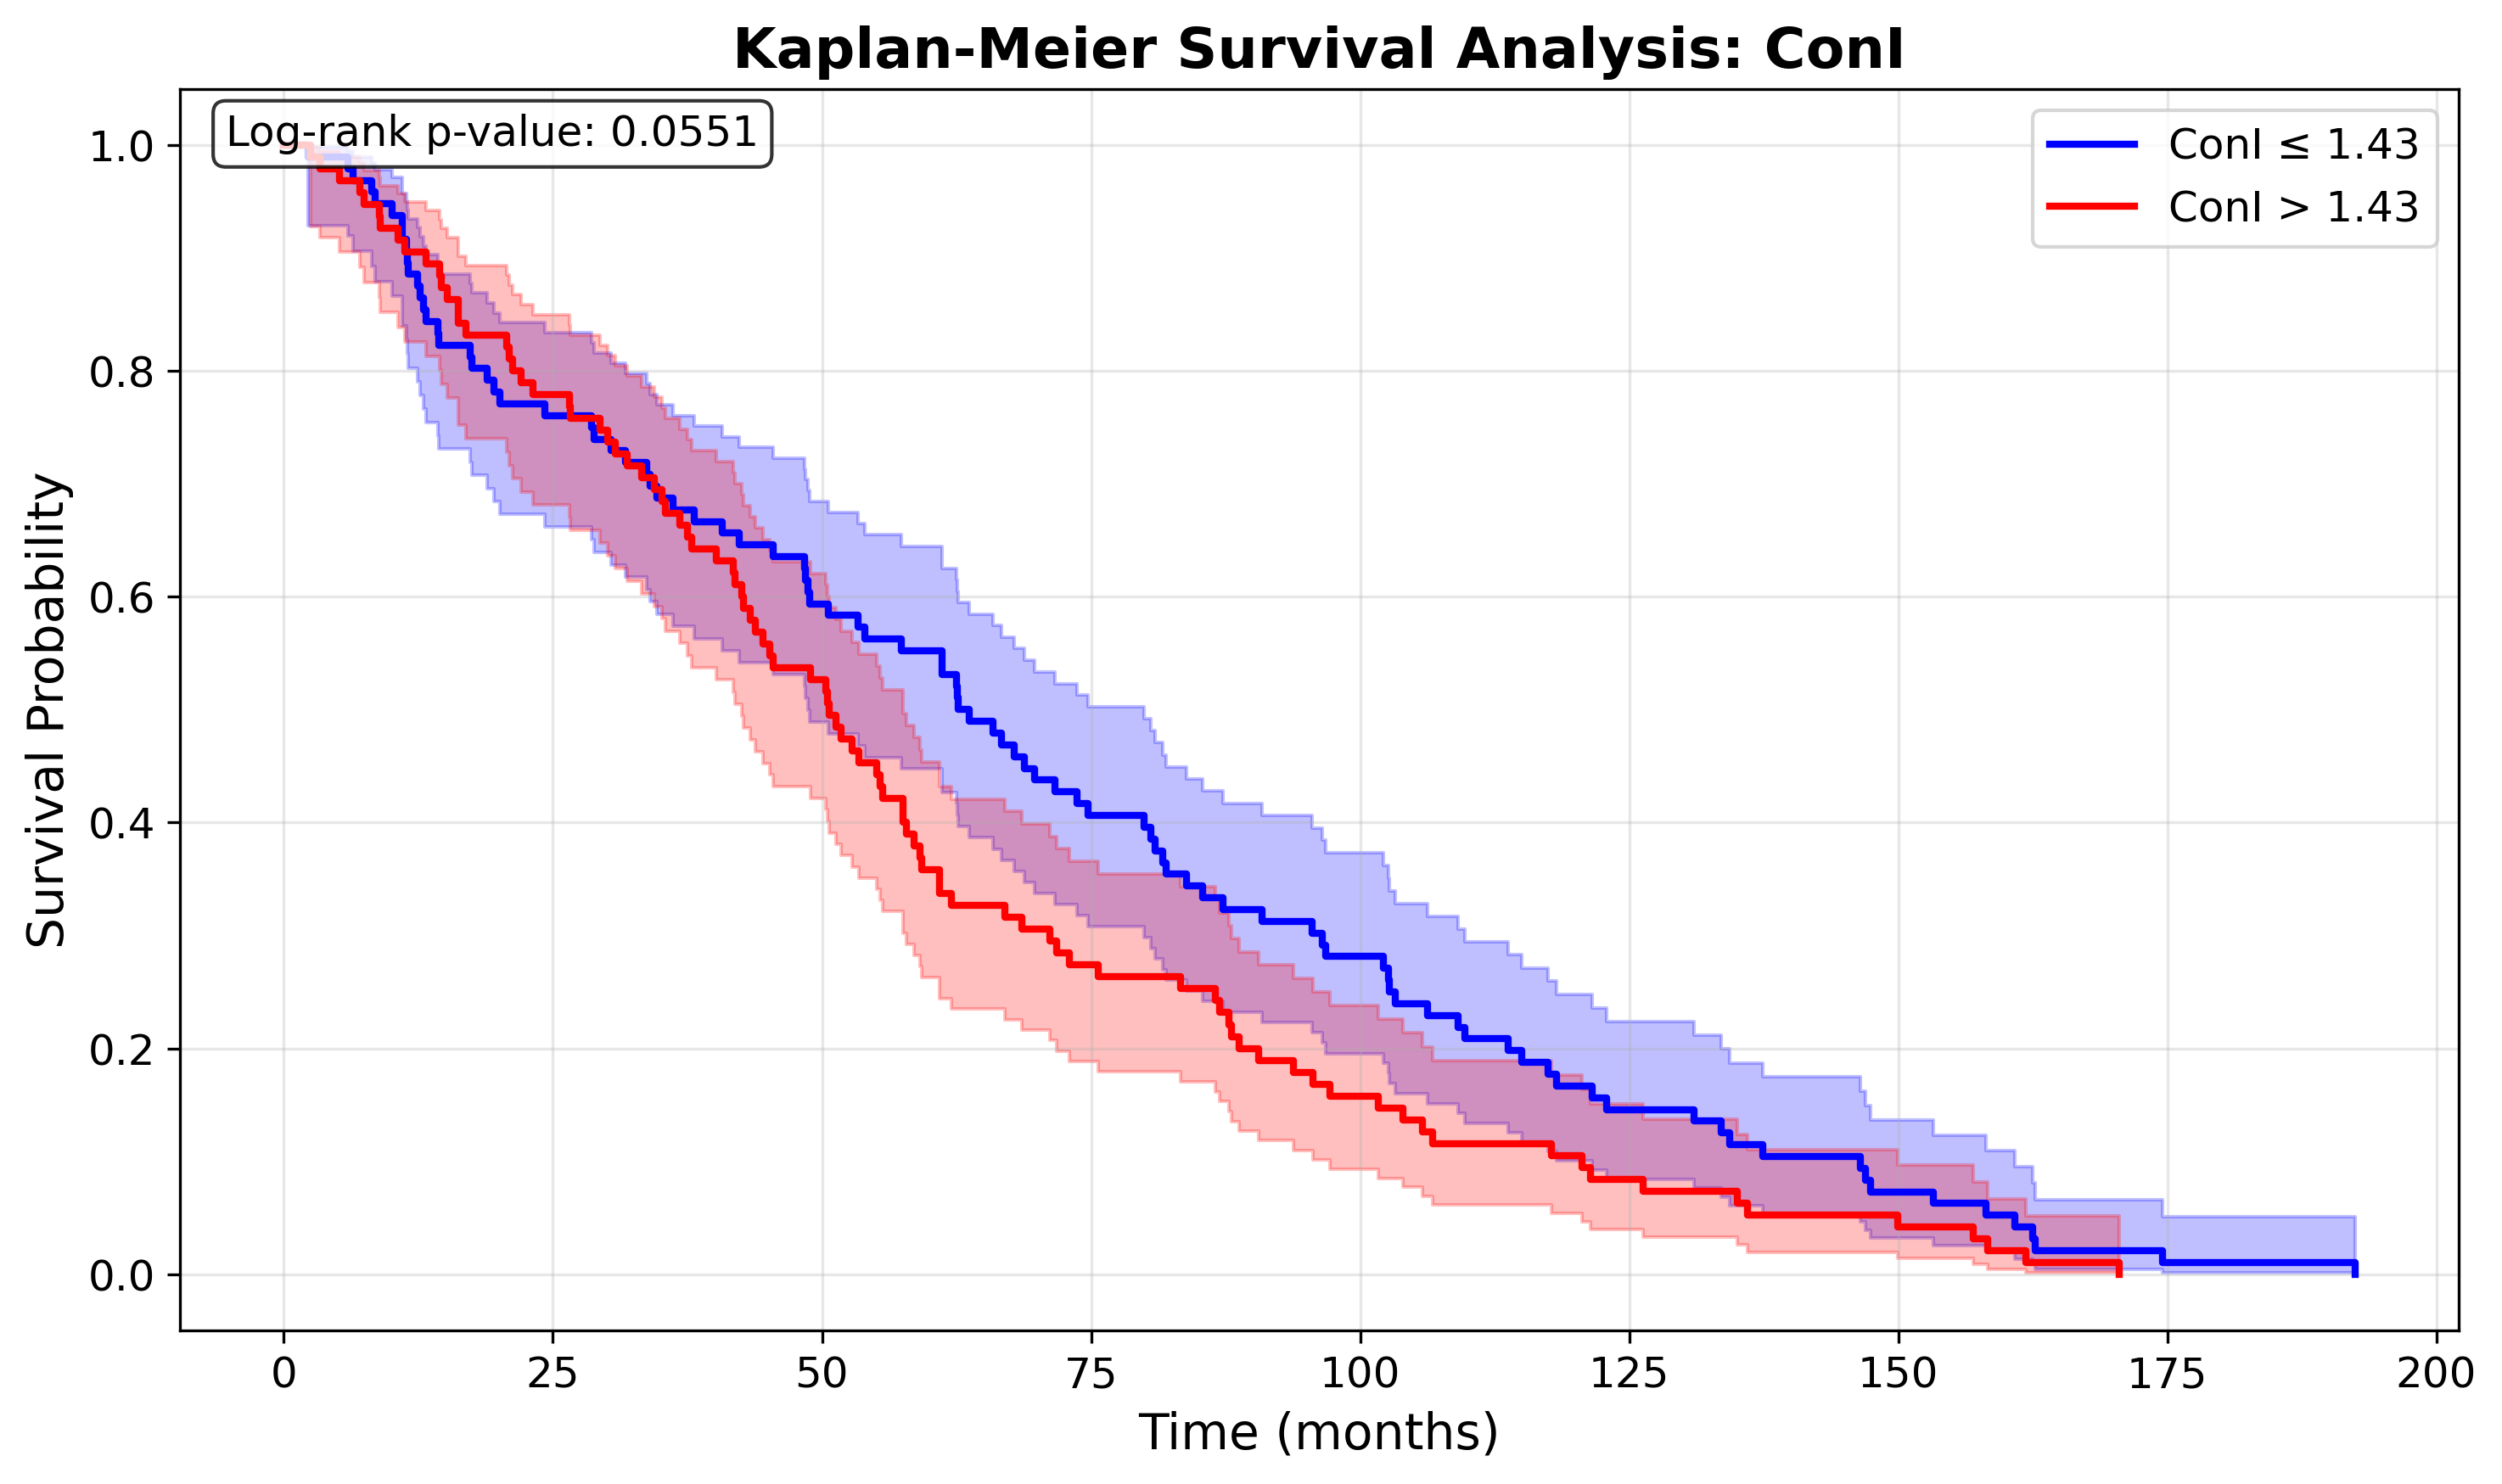 Kaplan-Meier Survival Analysis: ConI
Log-rank p-value: 0.0551
ConI ≤ 1.43
ConI > 1.43
Survival Probability
1.0
0.8
0.6
0.4
0.2
0.0
0 25 50 75 100 125 150 175 200
Time (months)